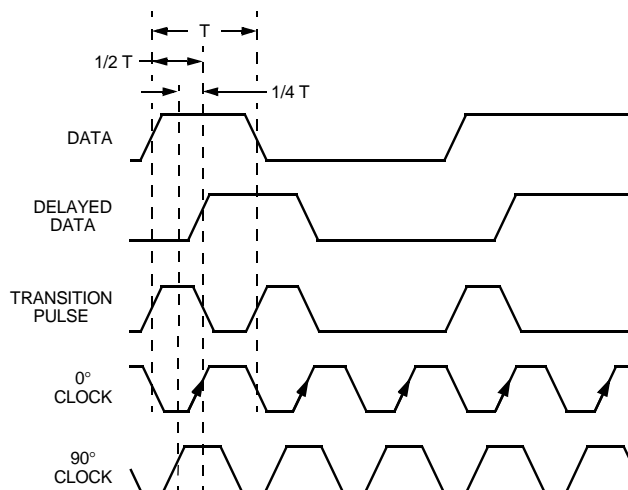 T
1/2 T
1/4 T
DATA
DELAYED
DATA
TRANSITION
PULSE
0°
CLOCK
90°
CLOCK